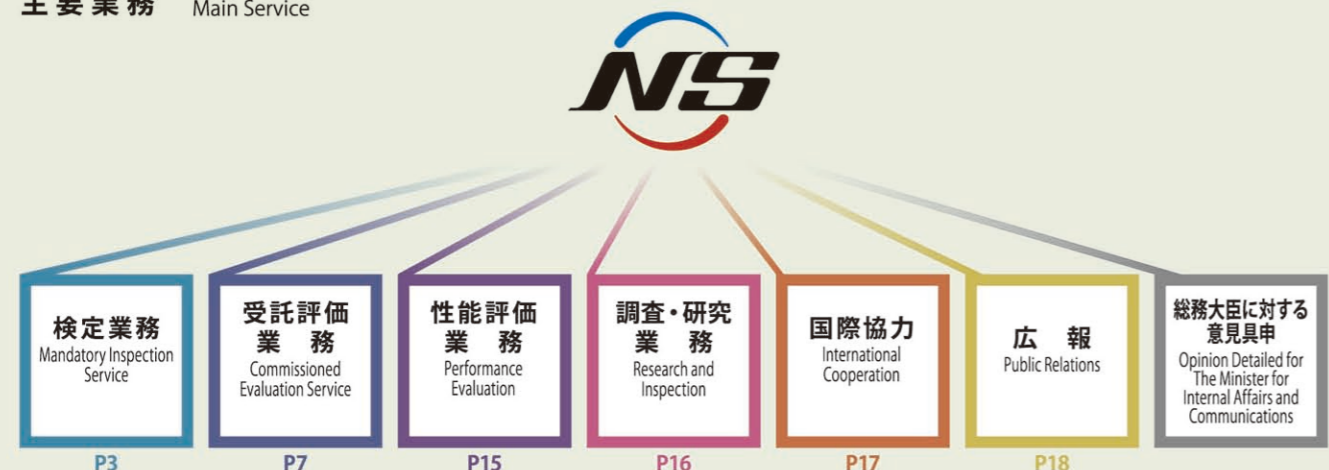 主要業務 Main Service
NS
検定業務
Mandatory Inspection
Service
P3
受託評価
業 務
Commissioned
Evaluation Service
P7
性能評価
業 務
Performance
Evaluation
P15
調査・研究
業 務
Research and
Inspection
P16
国際協力
International
Cooperation
P17
広 報
Public Relations
P18
総務大臣に対する
意見具申
Opinion Detailed for
The Minister for
Internal Affairs and
Communications